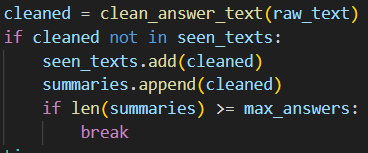 cleaned = clean_answer_text(raw_text)
if cleaned not in seen_texts:
    seen_texts.add(cleaned)
    summaries.append(cleaned)
    if len(summaries) >= max_answers:
        break